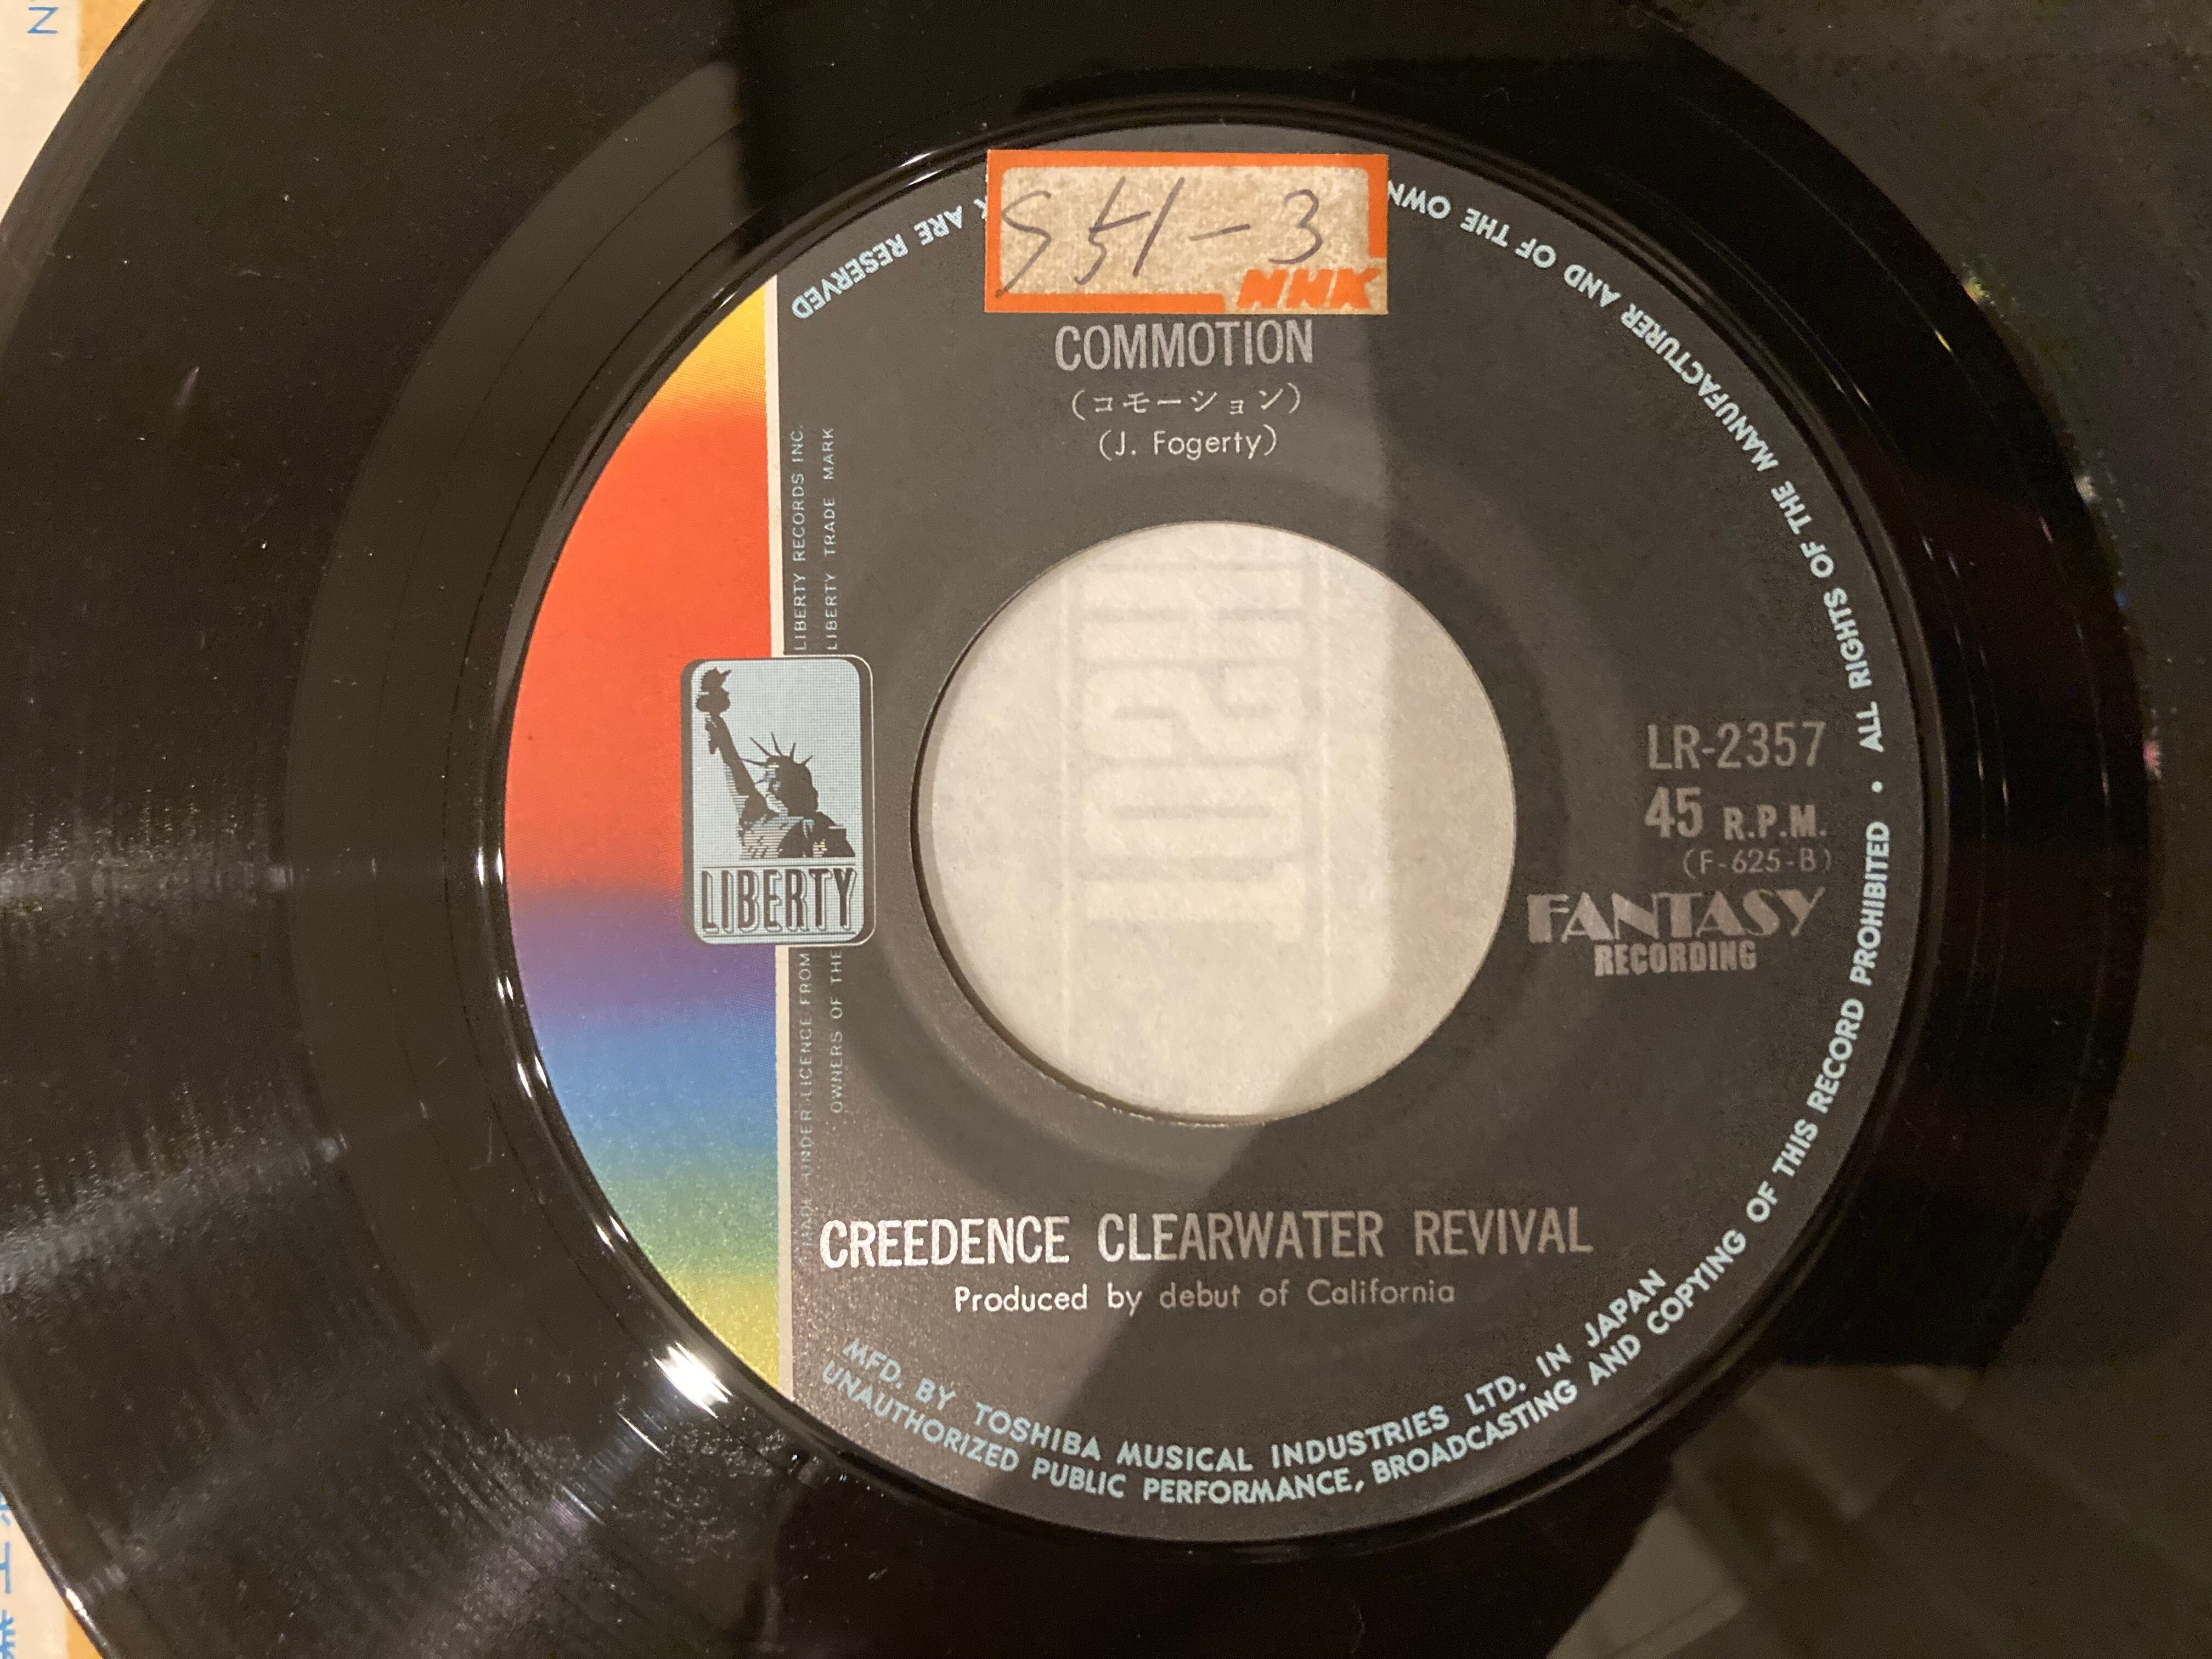 S51-3
NHK
COMMOTION
(コモーション)
(J. Fogerty)
LIBERTY RECORDS INC.
LIBERTY TRADE MARK
LIBERTY
MADE UNDER LICENCE FROM
OWNERS OF THE
LR-2357
45 R.P.M.
(F-625-B)
FANTASY
RECORDING
CREEDENCE CLEARWATER REVIVAL
Produced by debut of California
MFD. BY TOSHIBA MUSICAL INDUSTRIES LTD. IN JAPAN
UNAUTHORIZED PUBLIC PERFORMANCE, BROADCASTING AND COPYING OF THIS RECORD PROHIBITED • ALL RIGHTS OF THE MANUFACTURER AND OF THE OWN
ARE RESERVED